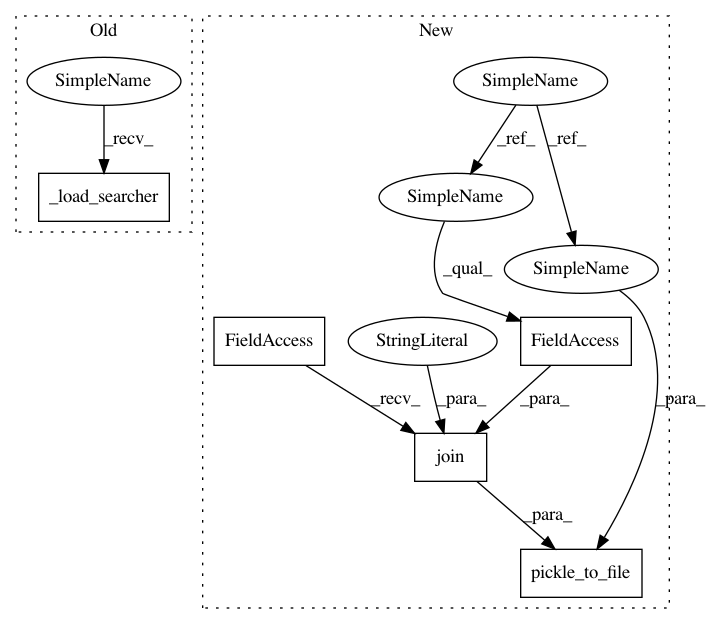 Old
New
SimpleName
SimpleName
_recv_
_ref_
_ref_
_load_searcher
SimpleName
SimpleName
_qual_
FieldAccess
StringLiteral
FieldAccess
_recv_
_para_
_para_
_para_
join
_para_
pickle_to_file